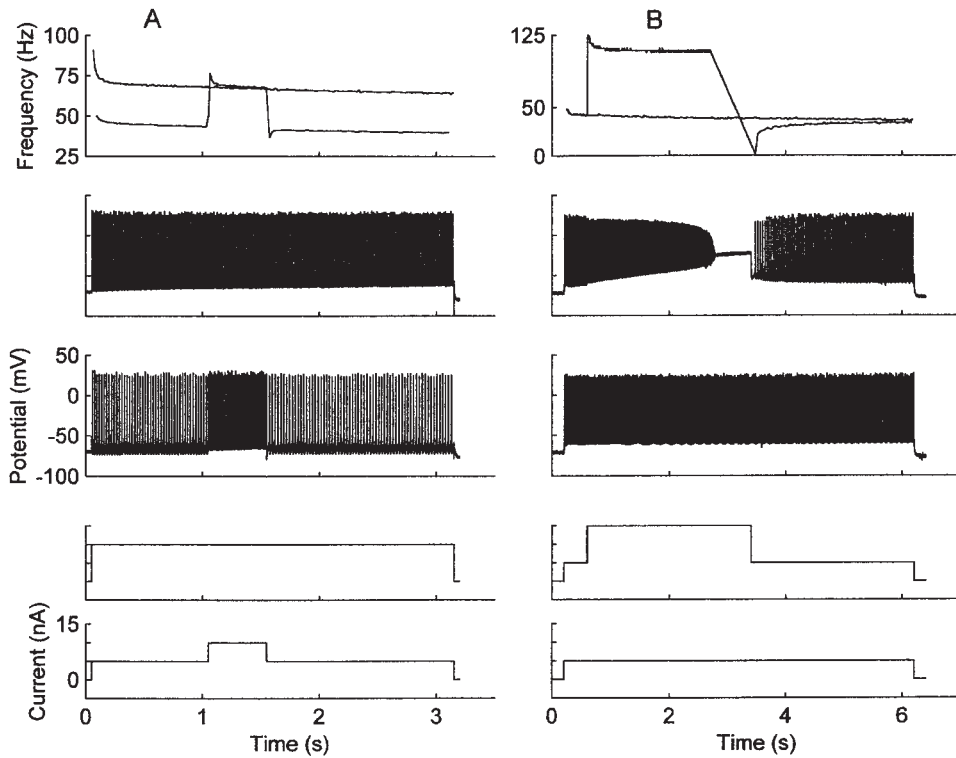 A
B
Frequency (Hz)
100
75
50
25
125
50
0
Potential (mV)
50
0
-50
-100
Current (nA)
15
0
0 1 2 3
Time (s)
0 2 4 6
Time (s)